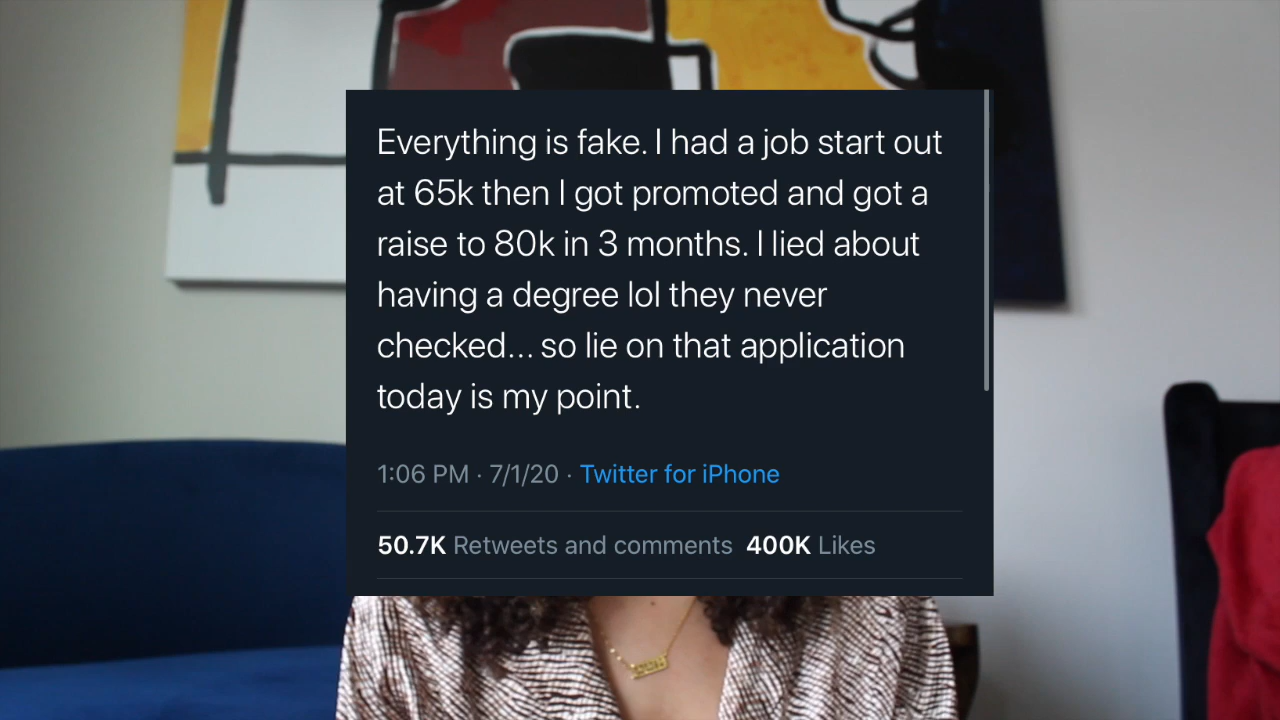 Everything is fake. I had a job start out
at 65k then I got promoted and got a
raise to 80k in 3 months. I lied about
having a degree lol they never
checked... so lie on that application
today is my point.
1:06 PM · 7/1/20 · Twitter for iPhone
50.7K Retweets and comments 400K Likes